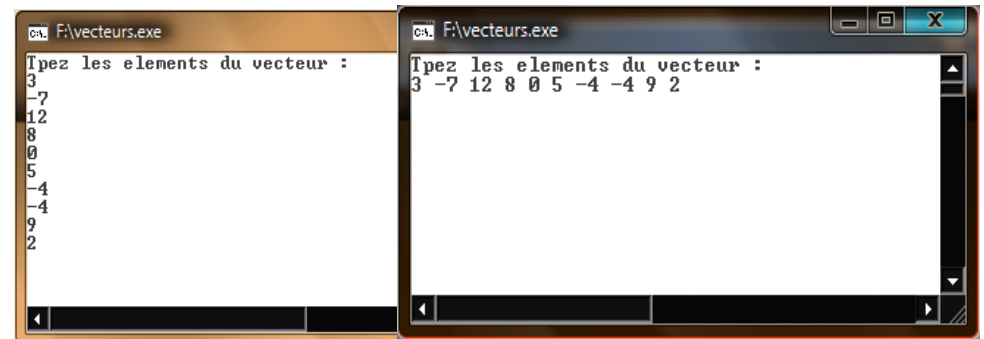 F:\vecteurs.exe
Tpez les elements du vecteur :
3
-7
12
8
0
5
-4
-4
9
2
F:\vecteurs.exe
Tpez les elements du vecteur :
3 -7 12 8 0 5 -4 -4 9 2